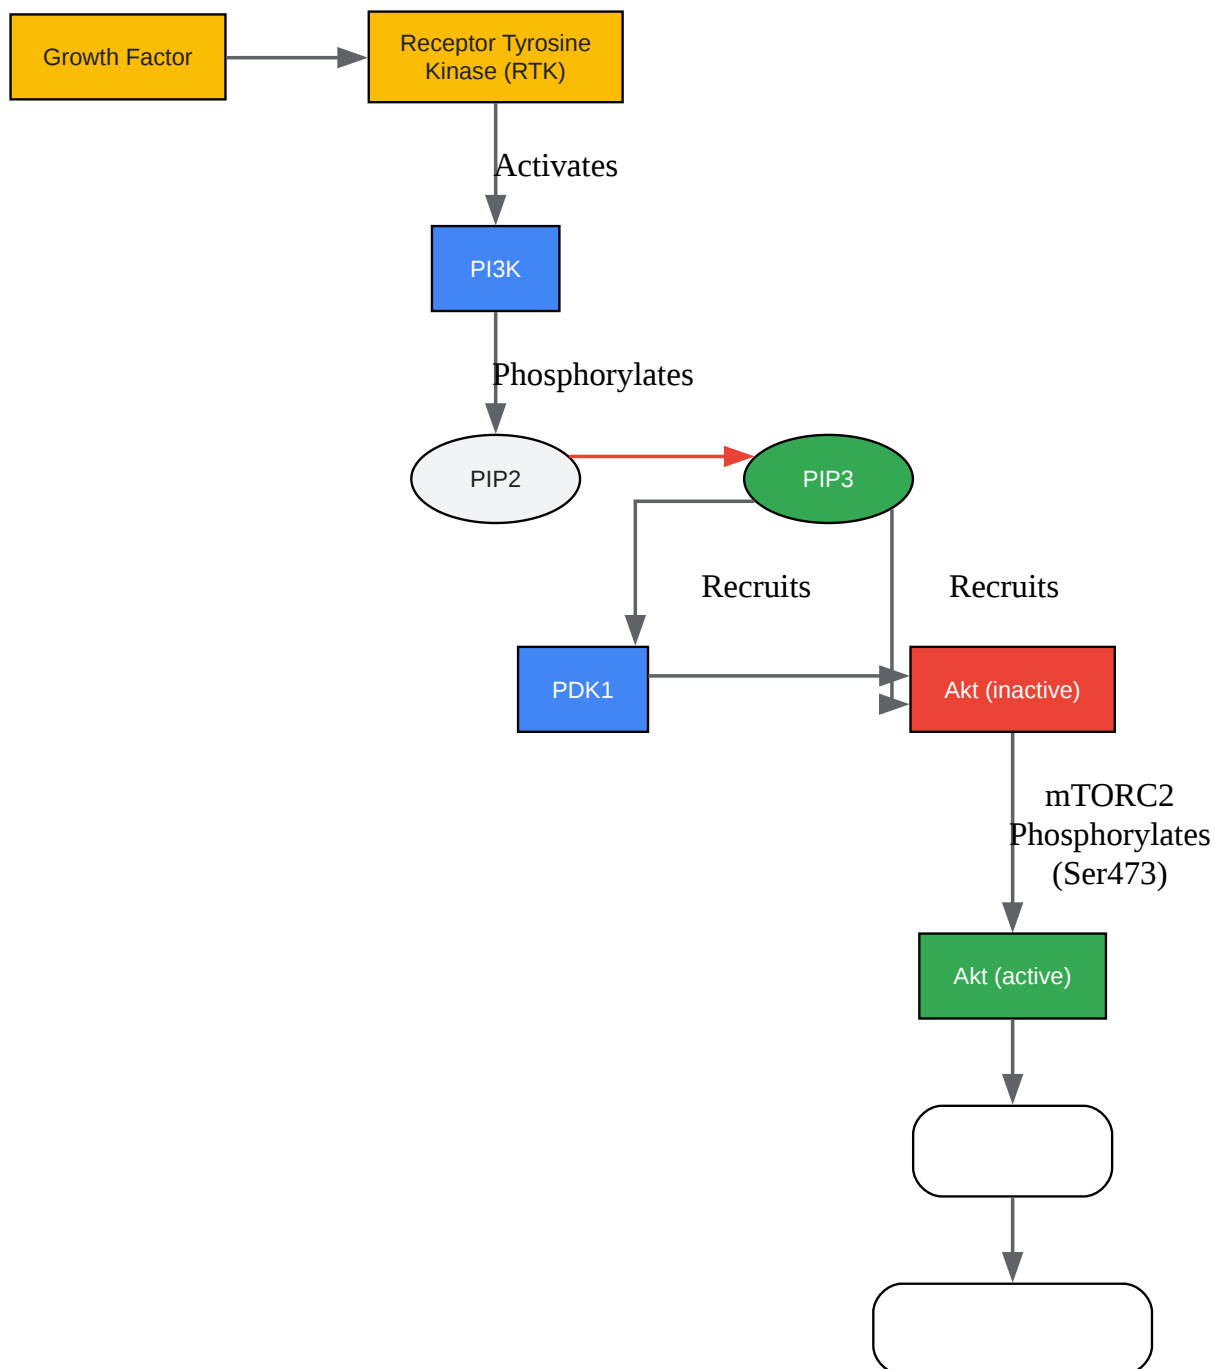 Growth Factor
Receptor Tyrosine
Kinase (RTK)
Activates
PI3K
Phosphorylates
PIP2
PIP3
Recruits
Recruits
PDK1
Akt (inactive)
mTORC2
Phosphorylates
(Ser473)
Akt (active)